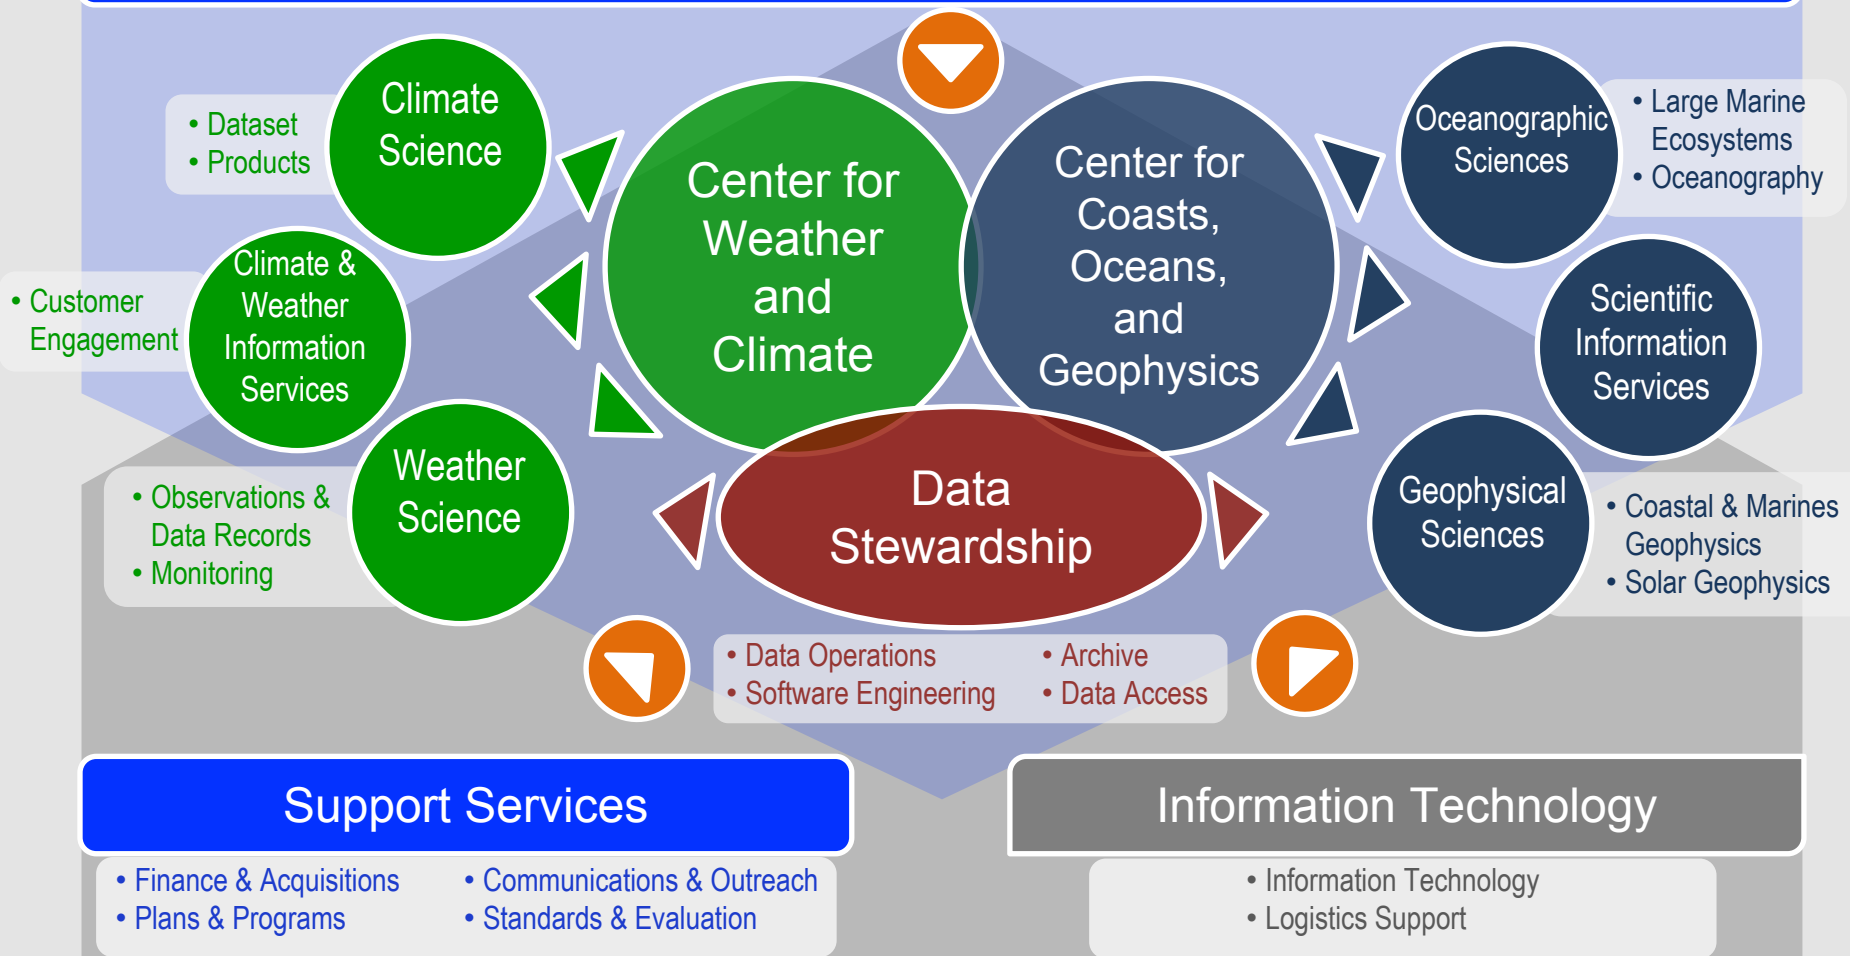 Climate
Science
• Dataset
• Products
Climate &
Weather
Information
Services
• Customer
Engagement
Weather
Science
• Observations &
Data Records
• Monitoring
Center for
Weather
and
Climate
Center for
Coasts,
Oceans,
and
Geophysics
Oceanographic
Sciences
• Large Marine
Ecosystems
• Oceanography
Scientific
Information
Services
Geophysical
Sciences
• Coastal & Marines
Geophysics
• Solar Geophysics
Data
Stewardship
• Data Operations
• Software Engineering
• Archive
• Data Access
Support Services
• Finance & Acquisitions
• Plans & Programs
• Communications & Outreach
• Standards & Evaluation
Information Technology
• Information Technology
• Logistics Support